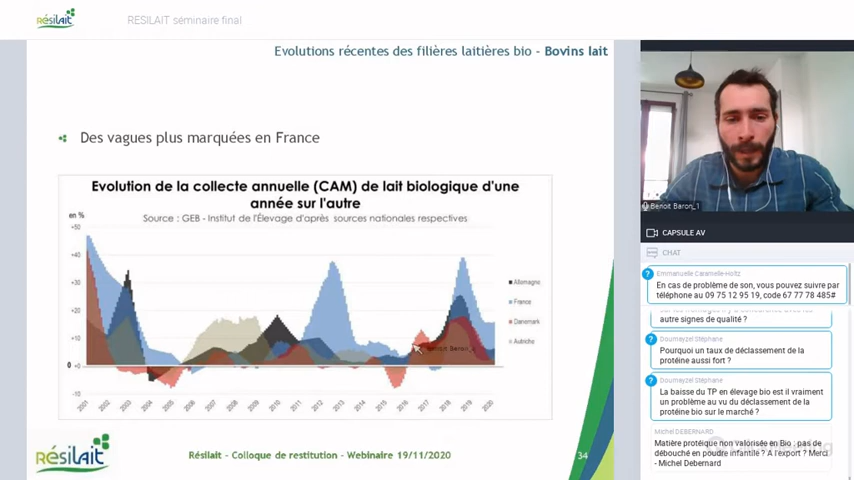 Résilait
RESILAIT séminaire final
Evolutions récentes des filières laitières bio - Bovins lait
Des vagues plus marquées en France
Evolution de la collecte annuelle (CAM) de lait biologique d'une
année sur l'autre
Source : GEB - Institut de l'Élevage d'après sources nationales respectives
en %
+50
+40
+30
+20
+10
0 +0
-10
2001 2002 2003 2004 2005 2006 2007 2008 2009 2010 2011 2012 2013 2014 2015 2016 2017 2018 2019 2020
Allemagne
France
Danemark
Autriche
Benoit Baron_1
Résilait
Résilait - Colloque de restitution - Webinaire 19/11/2020
34
Benoit Baron_1
CAPSULE AV
CHAT
Emmanuelle Caramelle-Holtz
En cas de problème de son, vous pouvez suivre par
téléphone au 09 75 12 95 19, code 67 77 78 485#
autre signes de qualité ?
Doumayzel Stéphane
Pourquoi un taux de déclassement de la
protéine aussi fort ?
Doumayzel Stéphane
La baisse du TP en élevage bio est il vraiment
un problème au vu du déclassement de la
protéine bio sur le marché ?
Michel DEBERNARD
Matière protéique non valorisée en Bio : pas de
débouché en poudre infantile ? A l'export ? Merci
- Michel Debernard